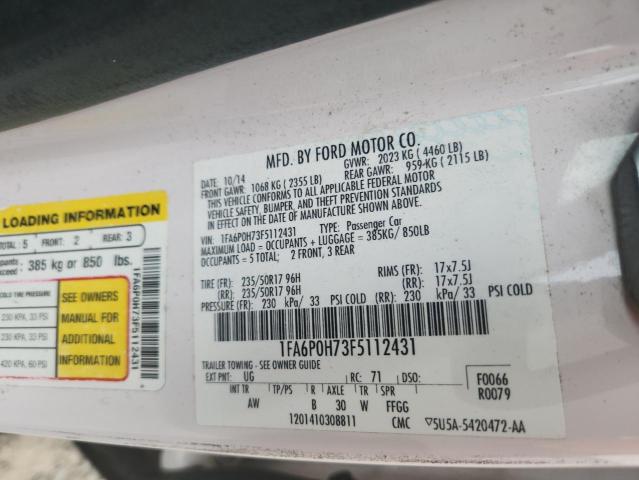 LOADING INFORMATION
TOTAL: 5 FRONT: 2 REAR: 3
385 kg or 850 lbs.
COLD TIRE PRESSURE
230 KPA, 33 PSI
230 KPA, 33 PSI
420 KPA, 60 PSI
SEE OWNERS
MANUAL FOR
ADDITIONAL
INFORMATION
1FA6P0H73F5112431
MFD. BY FORD MOTOR CO.
DATE: 10/14 GVWR: 2023 KG ( 4460 LB)
FRONT GAWR: 1068 KG ( 2355 LB) REAR GAWR: 959-KG ( 2115 LB)
THIS VEHICLE CONFORMS TO ALL APPLICABLE FEDERAL MOTOR
VEHICLE SAFETY, BUMPER, AND THEFT PREVENTION STANDARDS
IN EFFECT ON THE DATE OF MANUFACTURE SHOWN ABOVE.
VIN: 1FA6P0H73F5112431 TYPE: Passenger Car
MAXIMUM LOAD = OCCUPANTS + LUGGAGE = 385KG/ 850LB
OCCUPANTS = 5 TOTAL: 2 FRONT, 3 REAR
TIRE (FR): 235/50R17 96H RIMS (FR): 17x7.5J
(RR): 235/50R17 96H (RR): 17x7.5J
PRESSURE (FR): 230 kPa/ 33 PSI COLD (RR): 230 kPa/ 33 PSI COLD
1FA6P0H73F5112431
TRAILER TOWING - SEE OWNER GUIDE
EXT PNT: UG RC: 71 DSO: F0066
INT TR TP/PS R AXLE TR SPR R0079
AW B 30 W FFGG
1201410308811 CMC ▽5U5A-5420472-AA